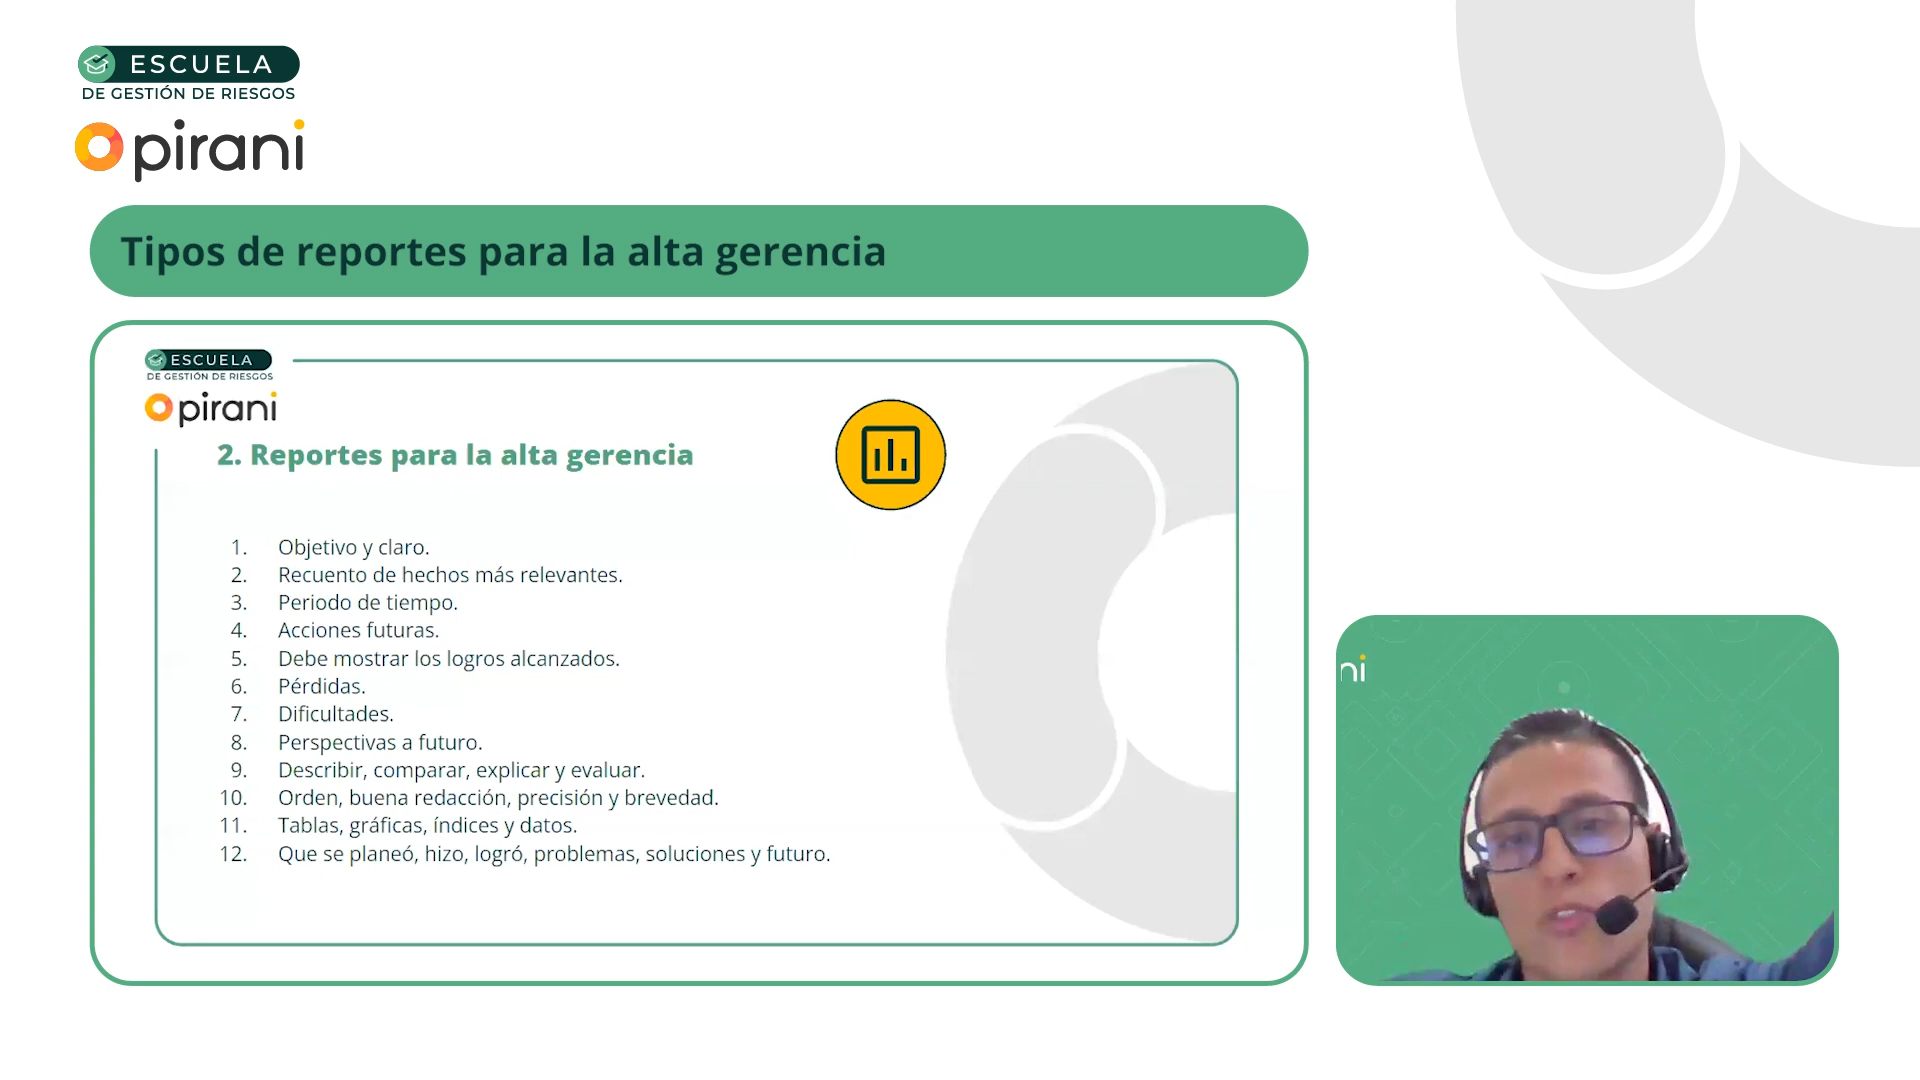 ESCUELA
DE GESTIÓN DE RIESGOS
pirani
Tipos de reportes para la alta gerencia
ESCUELA
DE GESTIÓN DE RIESGOS
pirani
2. Reportes para la alta gerencia
1. Objetivo y claro.
2. Recuento de hechos más relevantes.
3. Periodo de tiempo.
4. Acciones futuras.
5. Debe mostrar los logros alcanzados.
6. Pérdidas.
7. Dificultades.
8. Perspectivas a futuro.
9. Describir, comparar, explicar y evaluar.
10. Orden, buena redacción, precisión y brevedad.
11. Tablas, gráficas, índices y datos.
12. Que se planeó, hizo, logró, problemas, soluciones y futuro.
ni